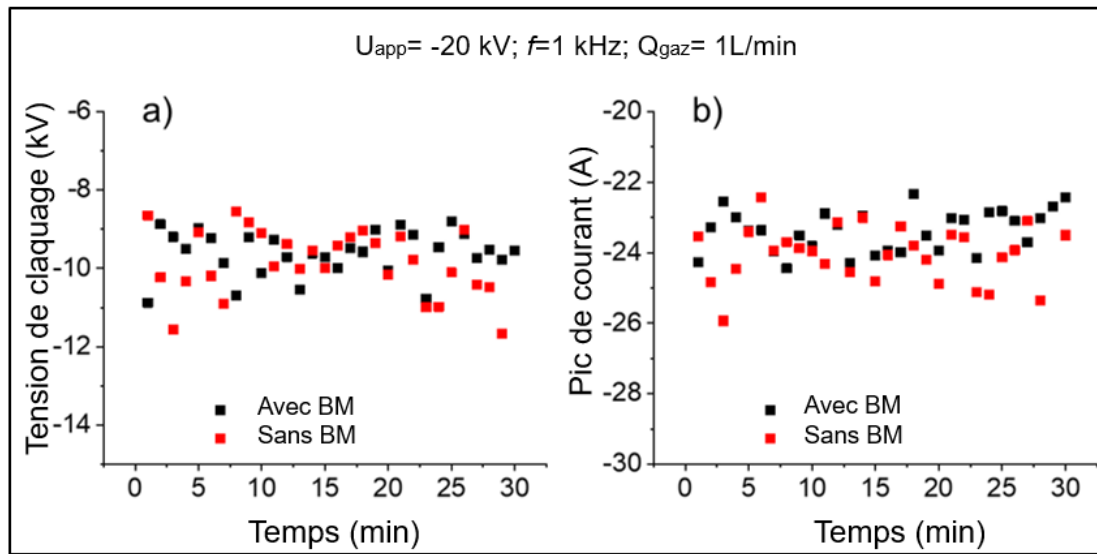 Uapp= -20 kV; f=1 kHz; Qgaz= 1L/min
a)
Tension de claquage (kV)
-6
-8
-10
-12
-14
0 5 10 15 20 25 30
Temps (min)
Avec BM
Sans BM
b)
Pic de courant (A)
-20
-22
-24
-26
-28
-30
0 5 10 15 20 25 30
Temps (min)
Avec BM
Sans BM